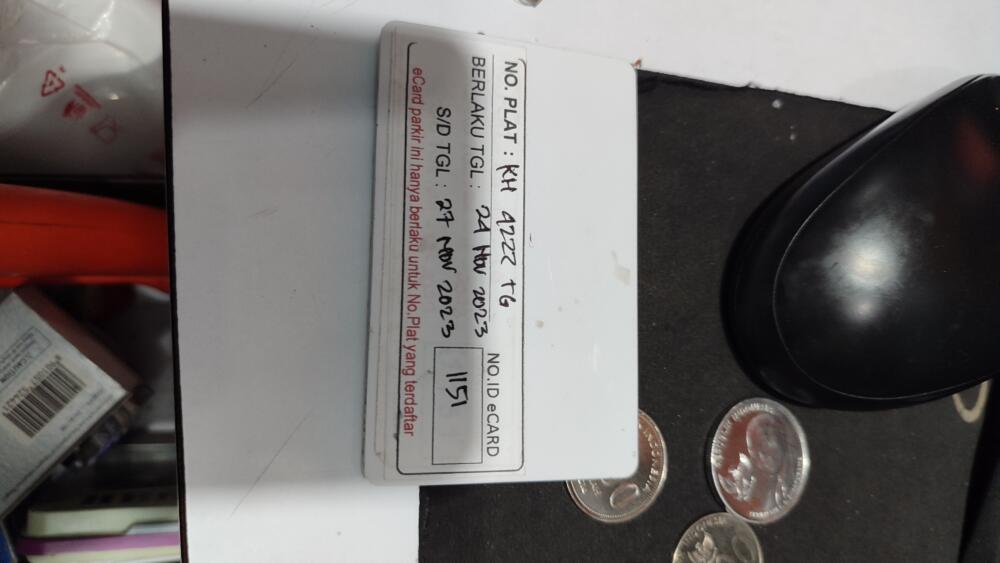 NO. PLAT : KH 4222 TG
BERLAKU TGL : 24 NOV 2023
S/D TGL : 27 NOV 2023
NO.ID eCARD
1151
eCard parkir ini hanya berlaku untuk No.Plat yang terdaftar